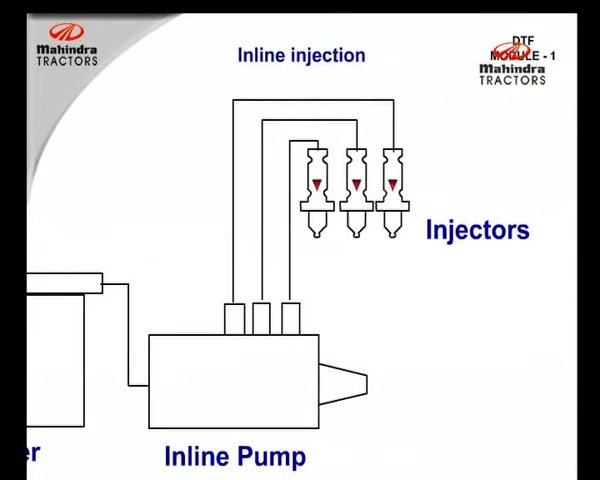 Mahindra
TRACTORS
Inline injection
DTF
MODULE - 1
Mahindra
TRACTORS
Injectors
er
Inline Pump